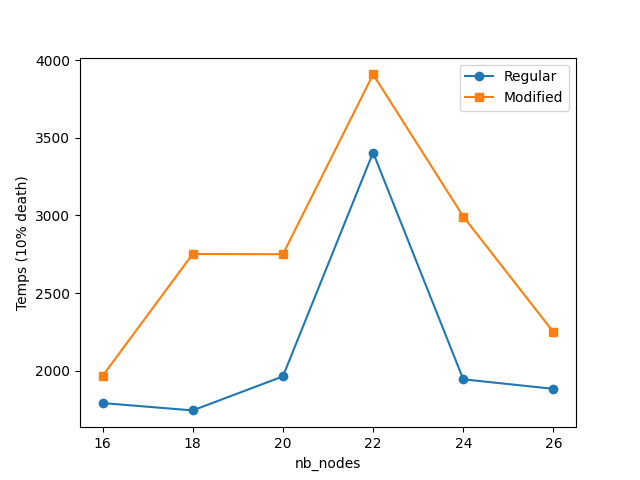 4000
3500
3000
2500
2000
Temps (10% death)
Regular
Modified
16 18 20 22 24 26
nb_nodes